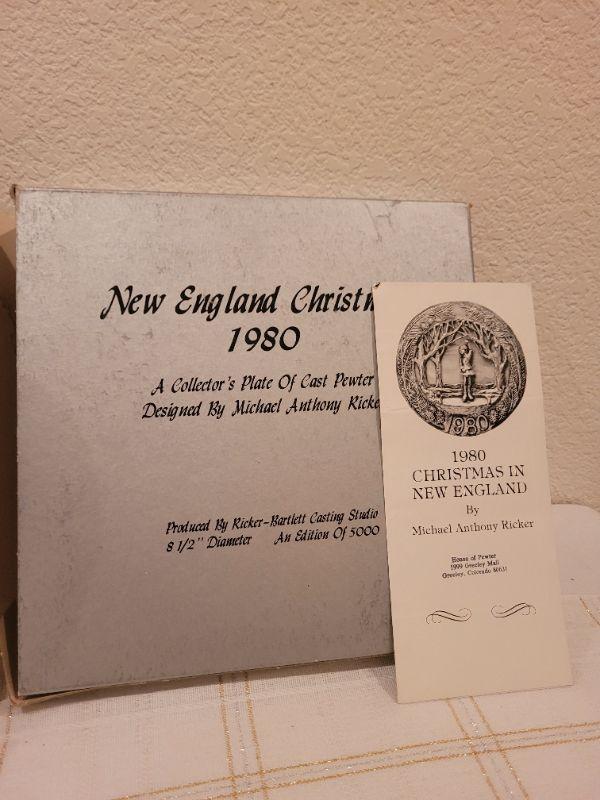 New England Christm
1980
A Collector's Plate Of Cast Pewter
Designed By Michael Anthony Ricke
Produced By Ricker-Bartlett Casting Studio
8 1/2" Diameter An Edition Of 5000
1980
1980
CHRISTMAS IN
NEW ENGLAND
By
Michael Anthony Ricker
House of Pewter
1999 Greeley Mall
Greeley, Colorado 80631